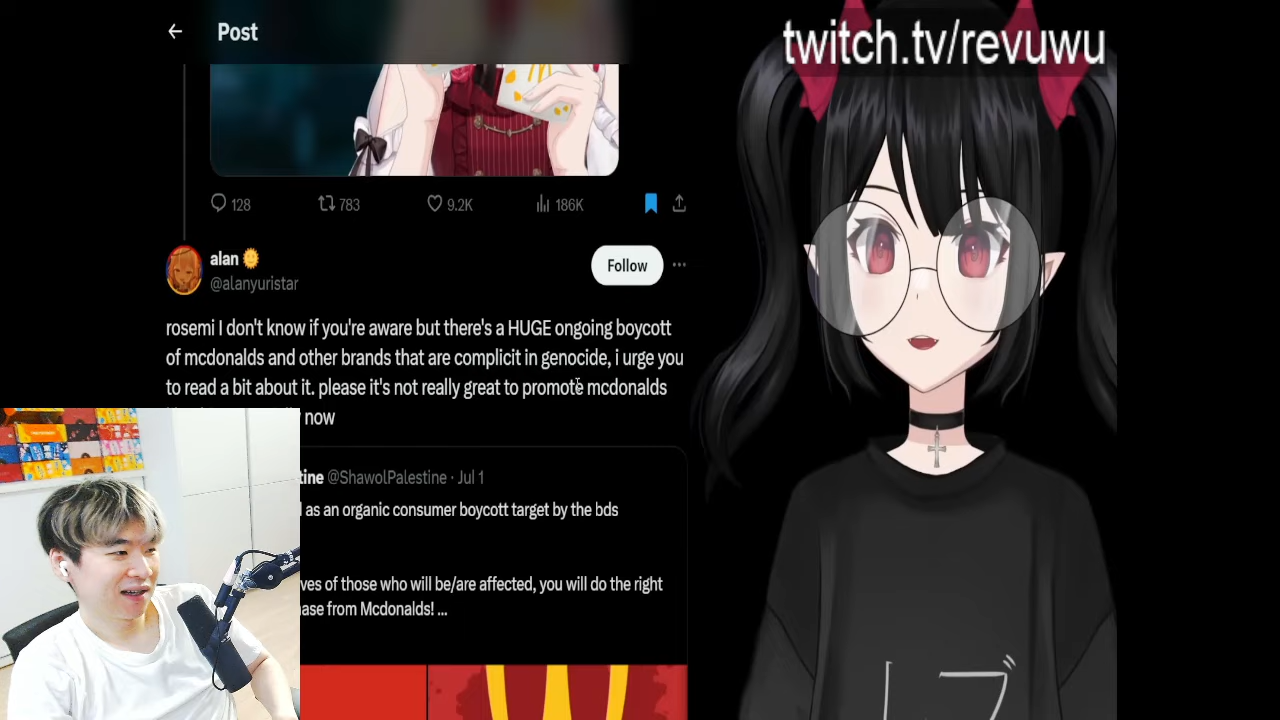 Post
twitch.tv/revuwu
128 783 9.2K 186K
alan
@alanyuristar
Follow
rosemi I don't know if you're aware but there's a HUGE ongoing boycott
of mcdonalds and other brands that are complicit in genocide, i urge you
to read a bit about it. please it's not really great to promote mcdonalds
now
@ShawolPalestine · Jul 1
as an organic consumer boycott target by the bds
of those who will be/are affected, you will do the right
from Mcdonalds! ...